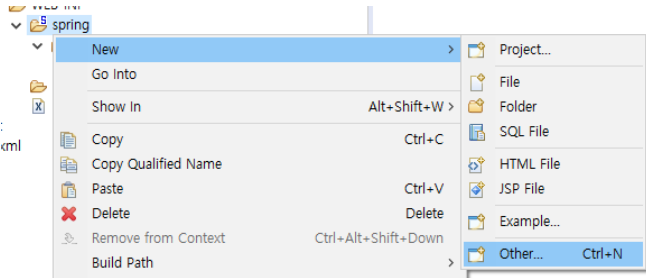 WEB-INF
spring
New
Go Into
Show In Alt+Shift+W
Copy Ctrl+C
Copy Qualified Name
Paste Ctrl+V
Delete Delete
Remove from Context Ctrl+Alt+Shift+Down
Build Path
Project...
File
Folder
SQL File
HTML File
JSP File
Example...
Other... Ctrl+N
xml